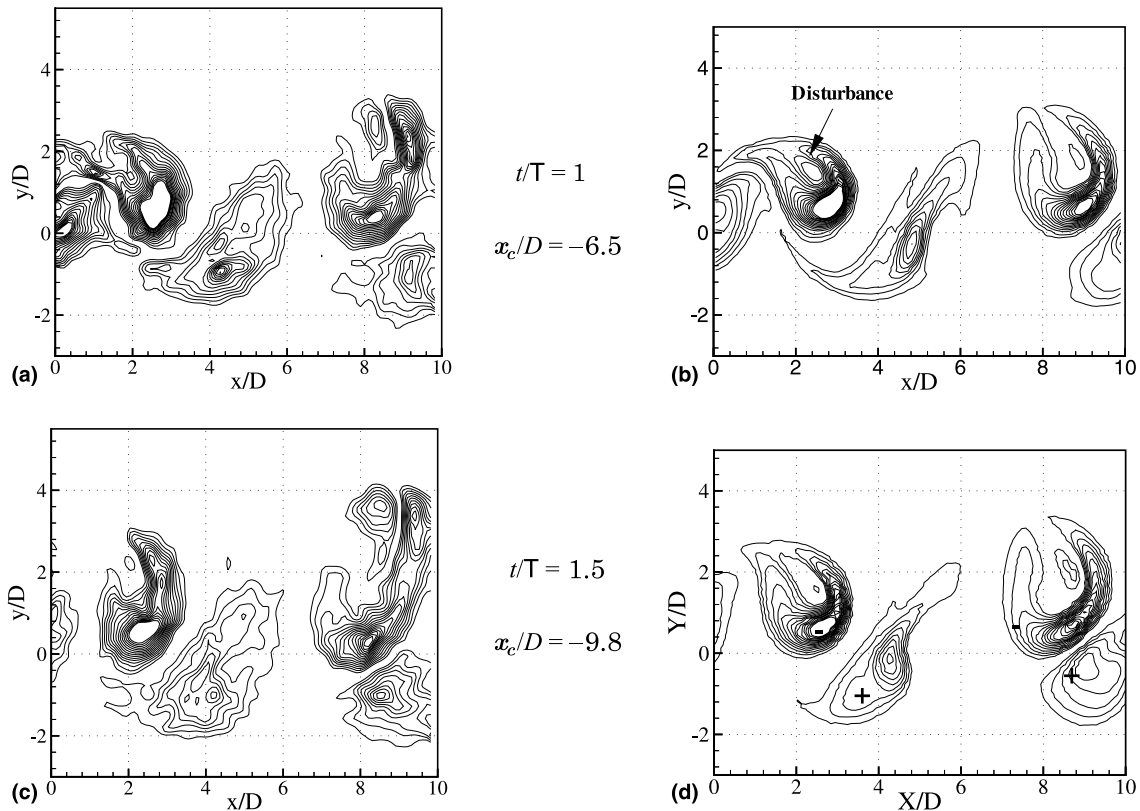 4
2
0
-2
y/D
0 2 4 6 8 10
x/D
(a)
t/T = 1
x_c/D = −6.5
Disturbance
4
2
0
-2
y/D
0 2 4 6 8 10
x/D
(b)
4
2
0
-2
y/D
0 2 4 6 8 10
x/D
(c)
t/T = 1.5
x_c/D = −9.8
4
2
0
-2
Y/D
- + - +
0 2 4 6 8 10
X/D
(d)